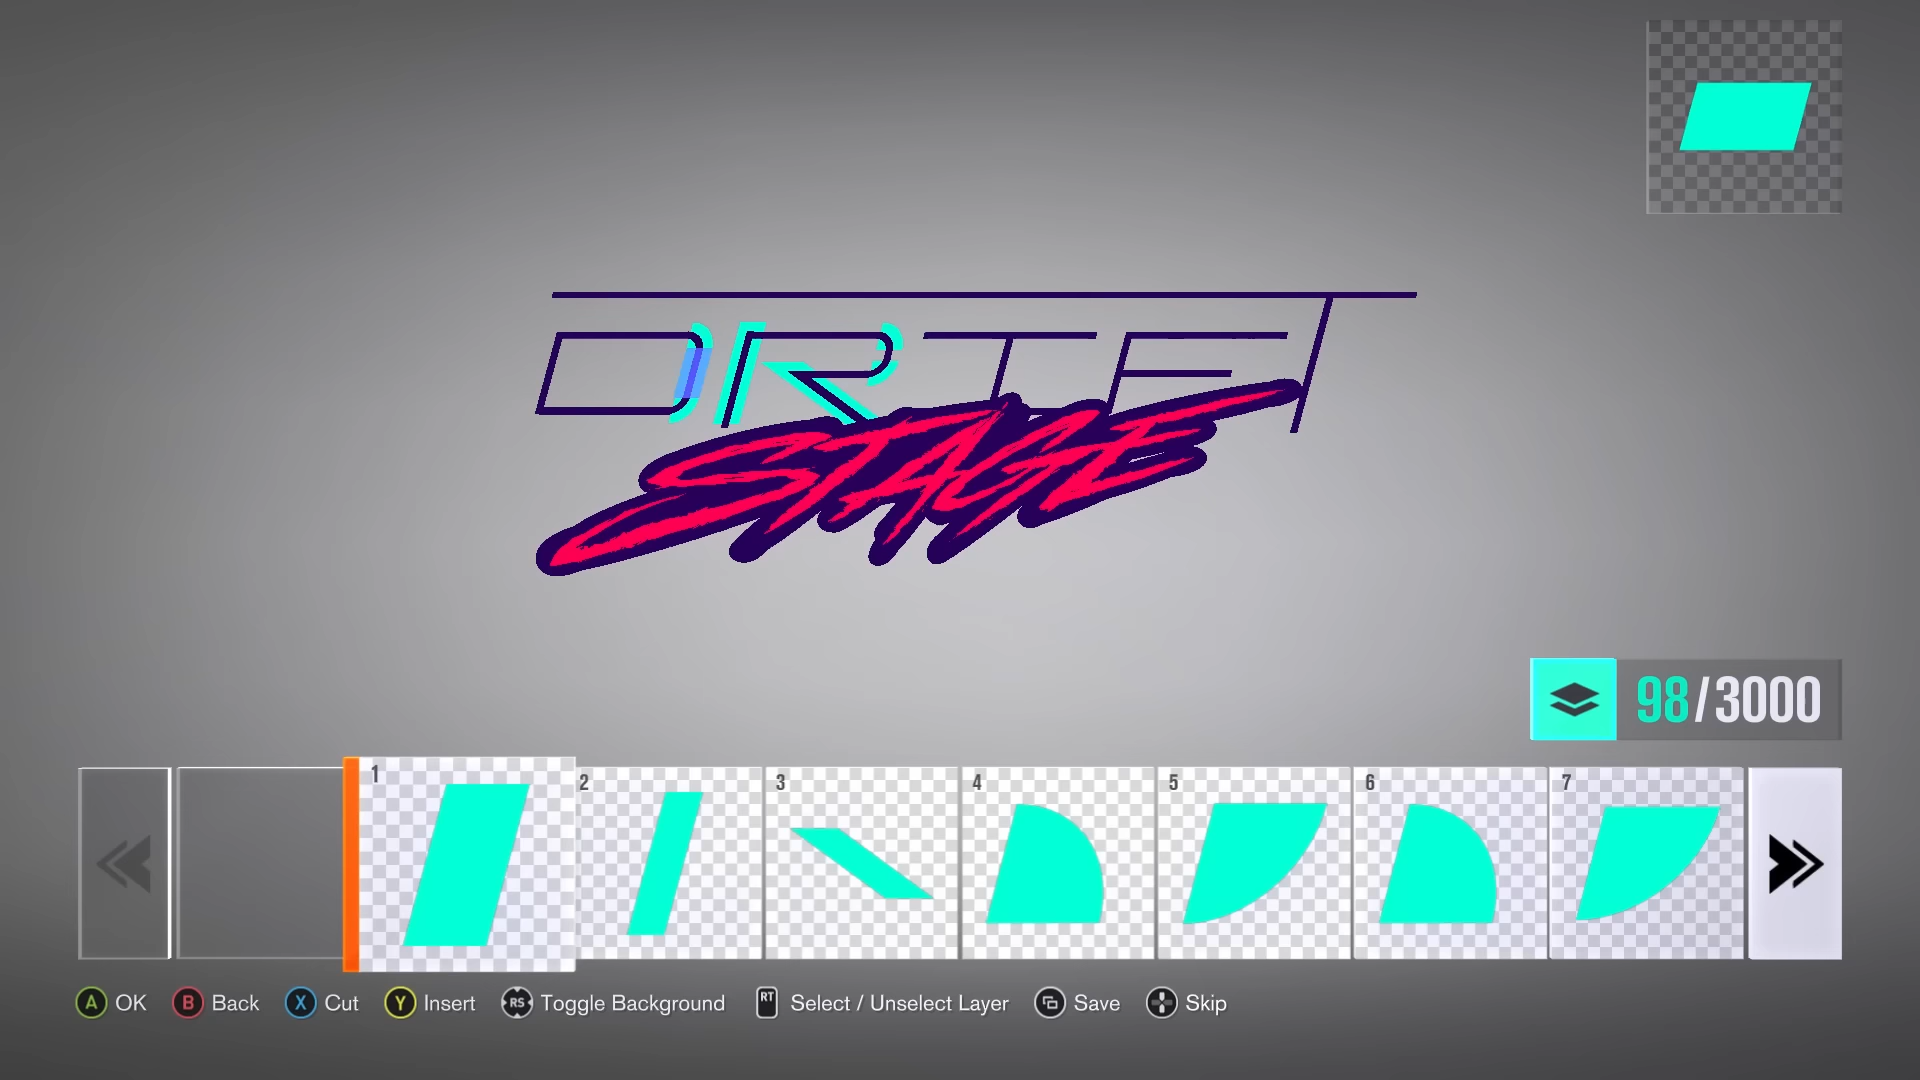 DRIFT
STAGE
98/3000
1 2 3 4 5 6 7
A OK B Back X Cut Y Insert RS Toggle Background RT Select / Unselect Layer Save Skip